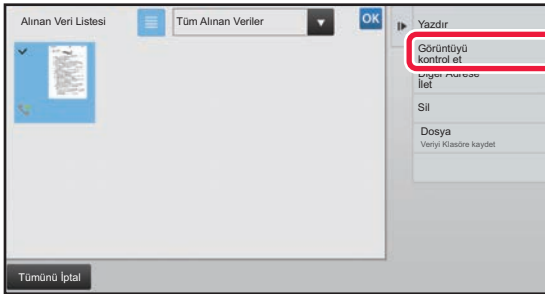 Alınan Veri Listesi
Tüm Alınan Veriler
OK
Yazdır
Görüntüyü
kontrol et
Diğer Adrese
İlet
Sil
Dosya
Veriyi Klasöre kaydet
Tümünü İptal